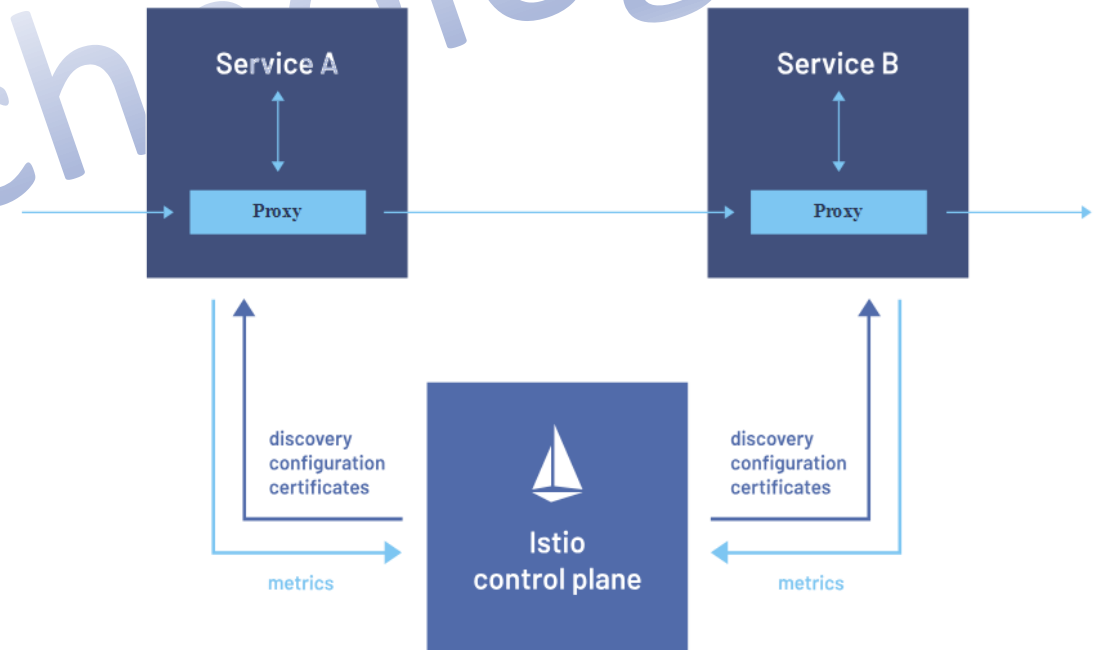 Service A
Service B
Proxy
Proxy
discovery
configuration
certificates
discovery
configuration
certificates
Istio
control plane
metrics
metrics